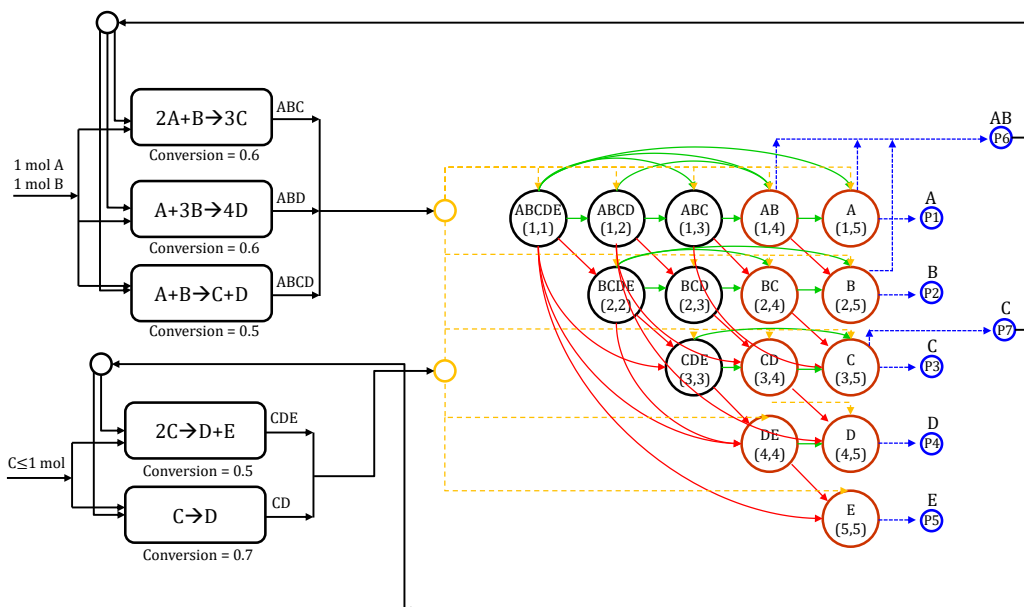 1 mol A
1 mol B
2A+B→3C
Conversion = 0.6
ABC
A+3B→4D
Conversion = 0.6
ABD
A+B→C+D
Conversion = 0.5
ABCD
C≤1 mol
2C→D+E
Conversion = 0.5
CDE
C→D
Conversion = 0.7
CD
ABCDE
(1,1)
ABCD
(1,2)
ABC
(1,3)
AB
(1,4)
A
(1,5)
BCDE
(2,2)
BCD
(2,3)
BC
(2,4)
B
(2,5)
CDE
(3,3)
CD
(3,4)
C
(3,5)
DE
(4,4)
D
(4,5)
E
(5,5)
AB
P6
A
P1
B
P2
C
P7
C
P3
D
P4
E
P5